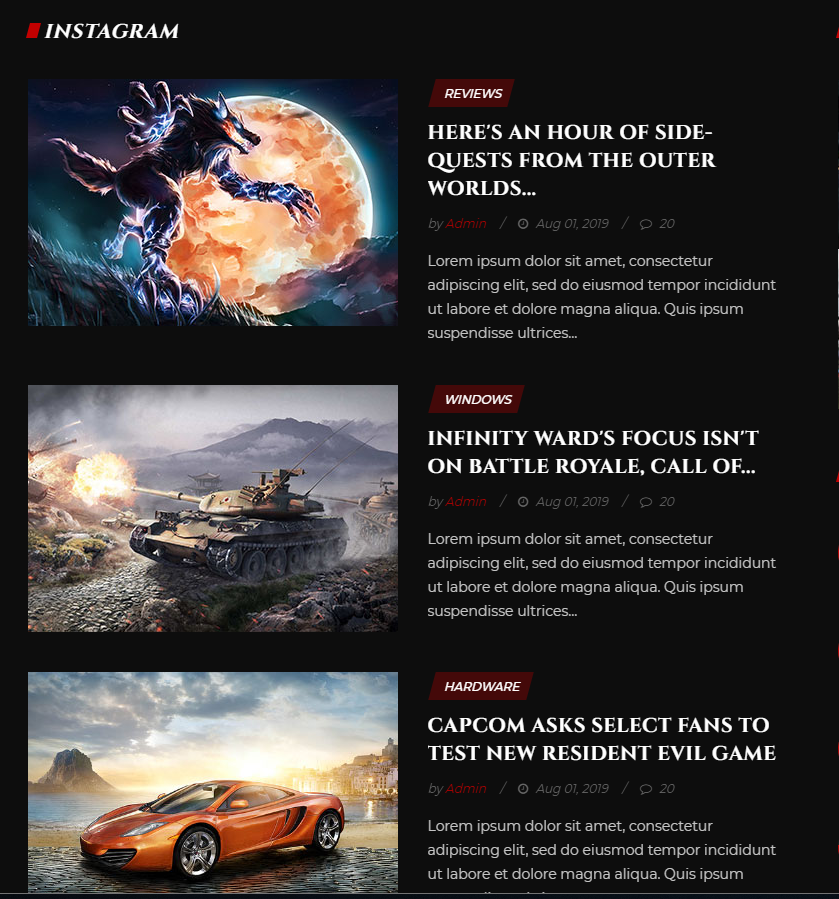 INSTAGRAM
REVIEWS
HERE'S AN HOUR OF SIDE-
QUESTS FROM THE OUTER
WORLDS...
by Admin / Aug 01, 2019 / 20
Lorem ipsum dolor sit amet, consectetur
adipiscing elit, sed do eiusmod tempor incididunt
ut labore et dolore magna aliqua. Quis ipsum
suspendisse ultrices...
WINDOWS
INFINITY WARD'S FOCUS ISN'T
ON BATTLE ROYALE, CALL OF...
by Admin / Aug 01, 2019 / 20
Lorem ipsum dolor sit amet, consectetur
adipiscing elit, sed do eiusmod tempor incididunt
ut labore et dolore magna aliqua. Quis ipsum
suspendisse ultrices...
HARDWARE
CAPCOM ASKS SELECT FANS TO
TEST NEW RESIDENT EVIL GAME
by Admin / Aug 01, 2019 / 20
Lorem ipsum dolor sit amet, consectetur
adipiscing elit, sed do eiusmod tempor incididunt
ut labore et dolore magna aliqua. Quis ipsum